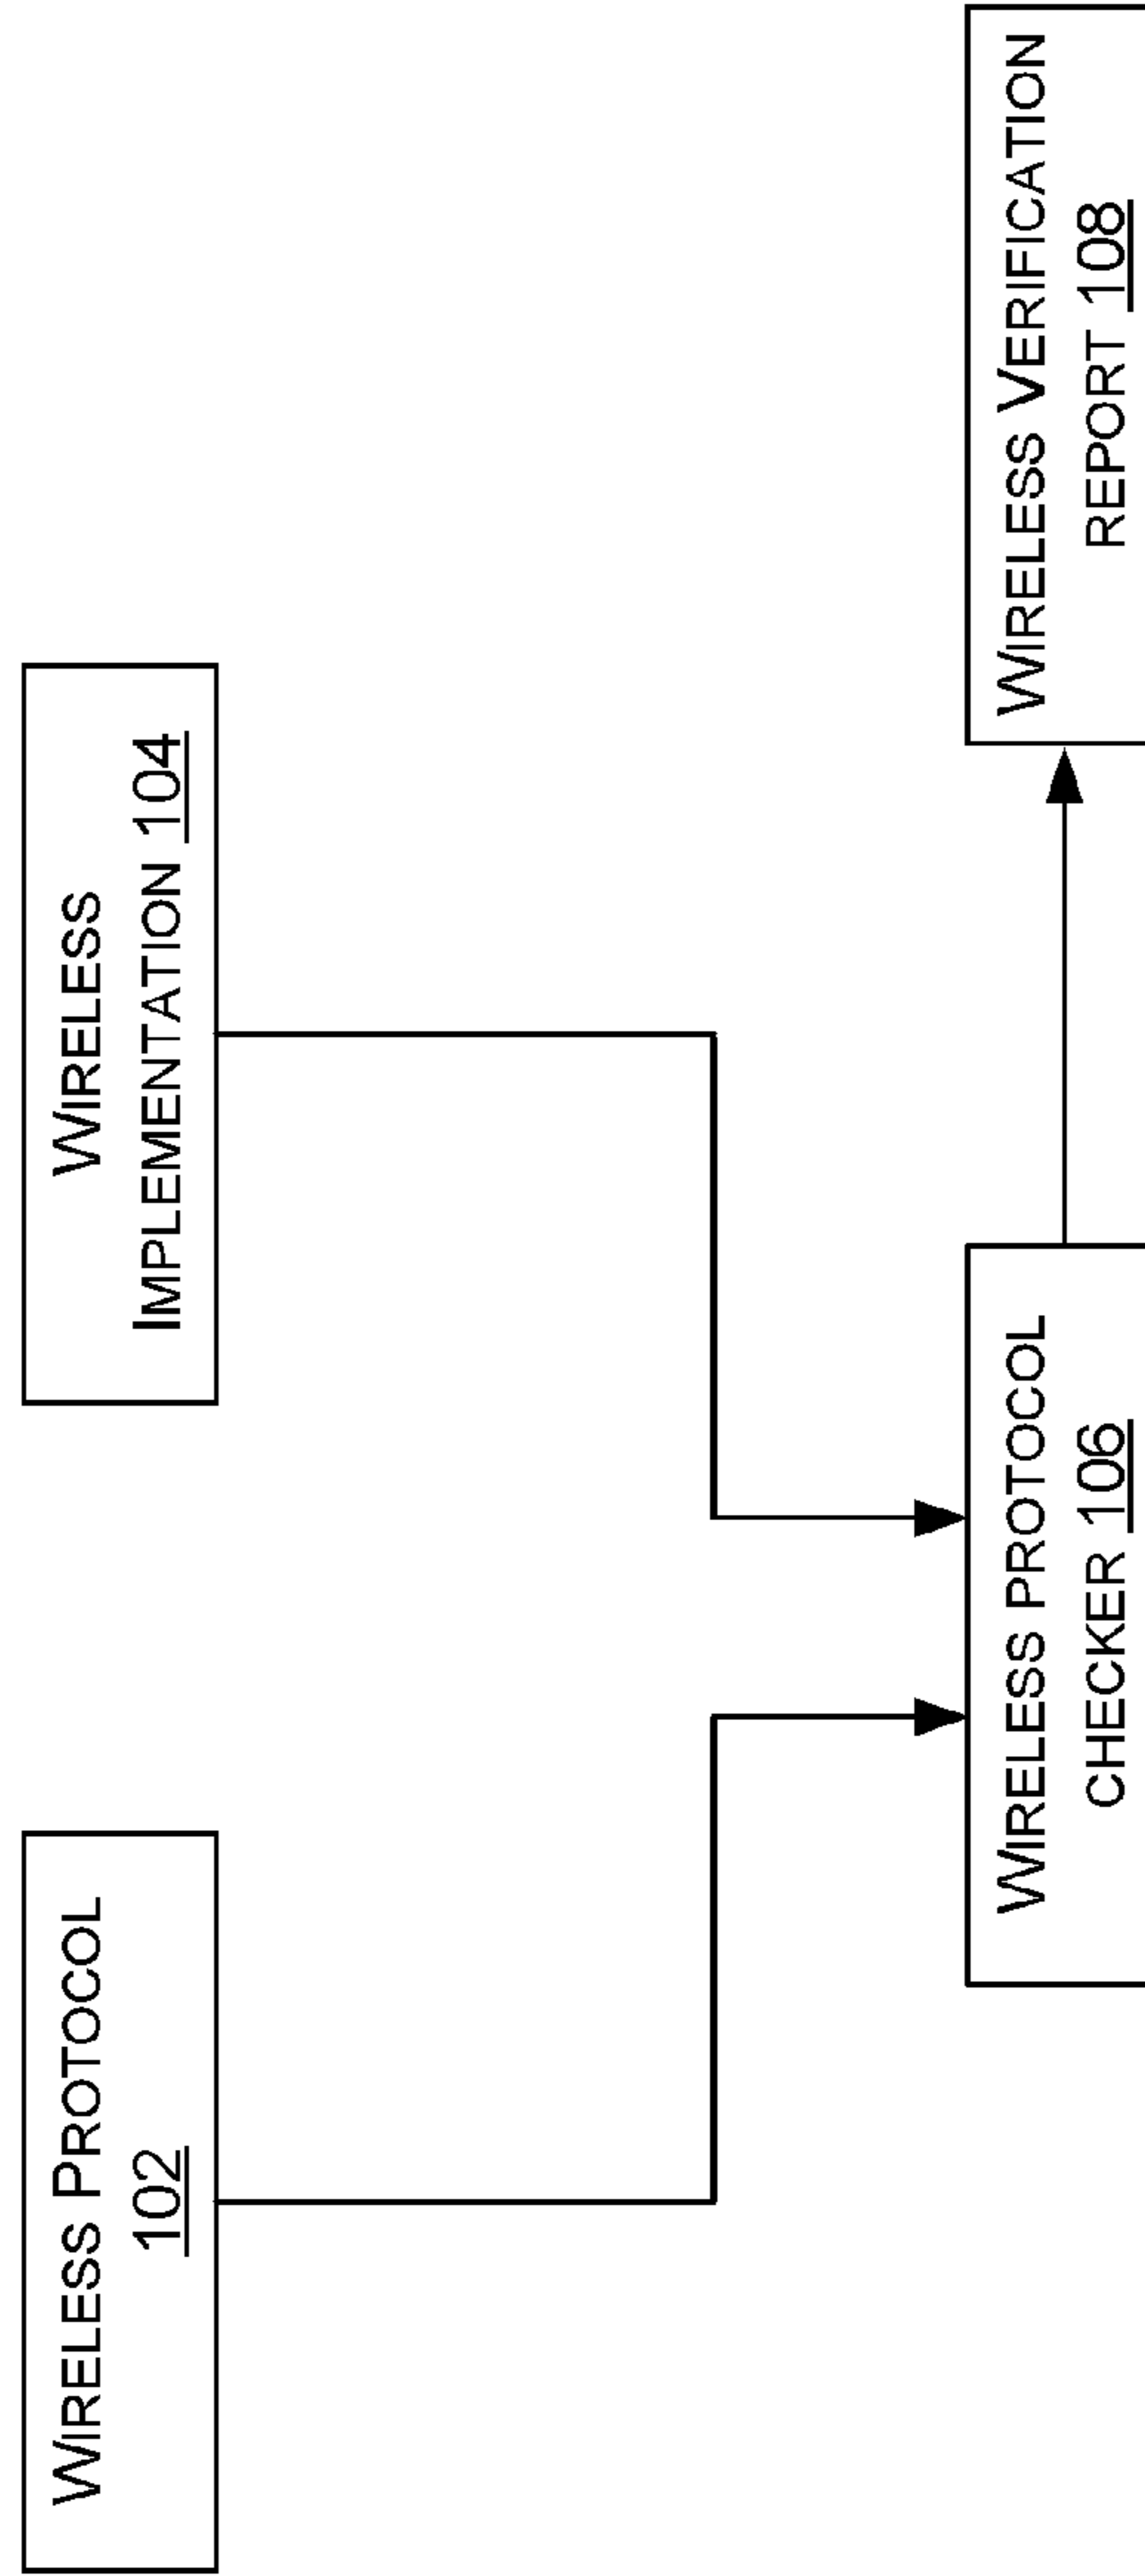 WIRELESS PROTOCOL
102
WIRELESS
IMPLEMENTATION 104
WIRELESS PROTOCOL
CHECKER 106
WIRELESS VERIFICATION
REPORT 108